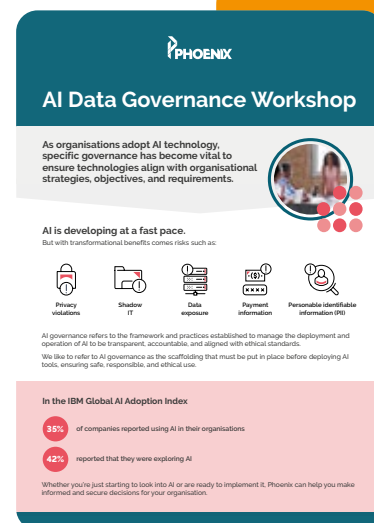 PHOENIX
AI Data Governance Workshop
As organisations adopt AI technology,
specific governance has become vital to
ensure technologies align with organisational
strategies, objectives, and requirements.
AI is developing at a fast pace.
But with transformational benefits comes risks such as:
Privacy
violations
Shadow
IT
Data
exposure
Payment
information
Personable identifiable
information (PII)
AI governance refers to the framework and practices established to manage the deployment and
operation of AI to be transparent, accountable, and aligned with ethical standards.
We like to refer to AI governance as the scaffolding that must be put in place before deploying AI
tools, ensuring safe, responsible, and ethical use.
In the IBM Global AI Adoption Index
35% of companies reported using AI in their organisations
42% reported that they were exploring AI
Whether you're just starting to look into AI or are ready to implement it, Phoenix can help you make
informed and secure decisions for your organisation.